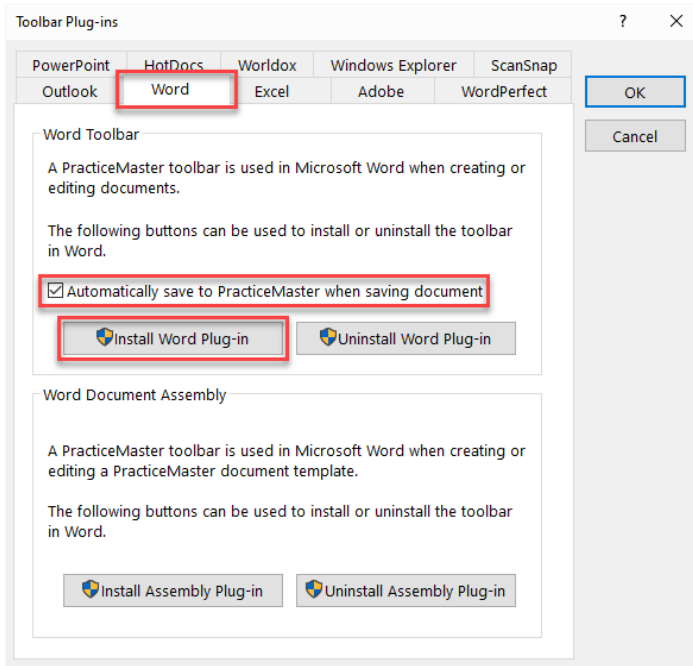 Toolbar Plug-ins ? ×
PowerPoint HotDocs Worldox Windows Explorer ScanSnap
Outlook Word Excel Adobe WordPerfect
OK
Cancel
Word Toolbar
A PracticeMaster toolbar is used in Microsoft Word when creating or
editing documents.
The following buttons can be used to install or uninstall the toolbar
in Word.
Automatically save to PracticeMaster when saving document
Install Word Plug-in Uninstall Word Plug-in
Word Document Assembly
A PracticeMaster toolbar is used in Microsoft Word when creating or
editing a PracticeMaster document template.
The following buttons can be used to install or uninstall the toolbar
in Word.
Install Assembly Plug-in Uninstall Assembly Plug-in